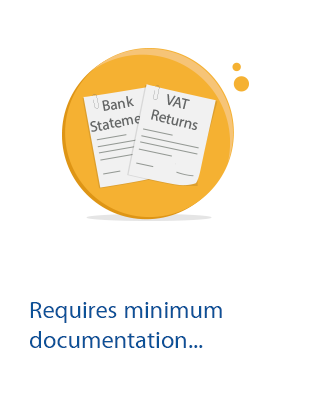 Bank
Stateme
VAT
Returns
Requires minimum
documentation...